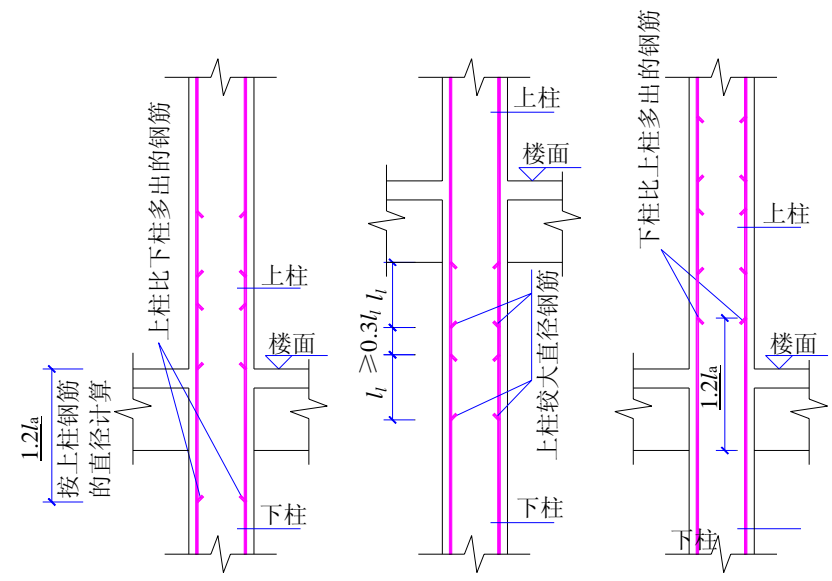 上柱比下柱多出的钢筋
上柱
楼面
1.2la
按上柱钢筋
的直径计算
下柱
上柱
楼面
ll
≥0.3ll
ll
上柱较大直径钢筋
下柱
下柱比上柱多出的钢筋
上柱
楼面
1.2la
下柱